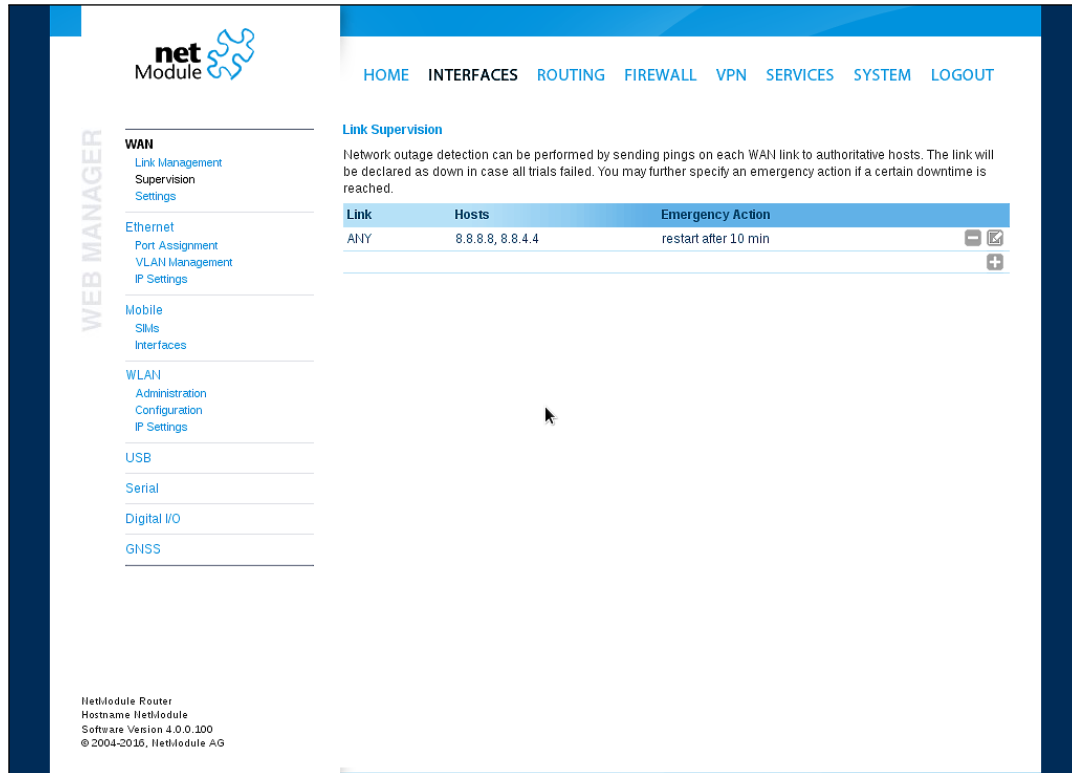 net
Module
HOME INTERFACES ROUTING FIREWALL VPN SERVICES SYSTEM LOGOUT
WEB MANAGER
WAN
Link Management
Supervision
Settings
Ethernet
Port Assignment
VLAN Management
IP Settings
Mobile
SIMs
Interfaces
WLAN
Administration
Configuration
IP Settings
USB
Serial
Digital I/O
GNSS
Link Supervision
Network outage detection can be performed by sending pings on each WAN link to authoritative hosts. The link will
be declared as down in case all trials failed. You may further specify an emergency action if a certain downtime is
reached.
Link Hosts Emergency Action
ANY 8.8.8.8, 8.8.4.4 restart after 10 min
NetModule Router
Hostname NetModule
Software Version 4.0.0.100
© 2004-2016, NetModule AG